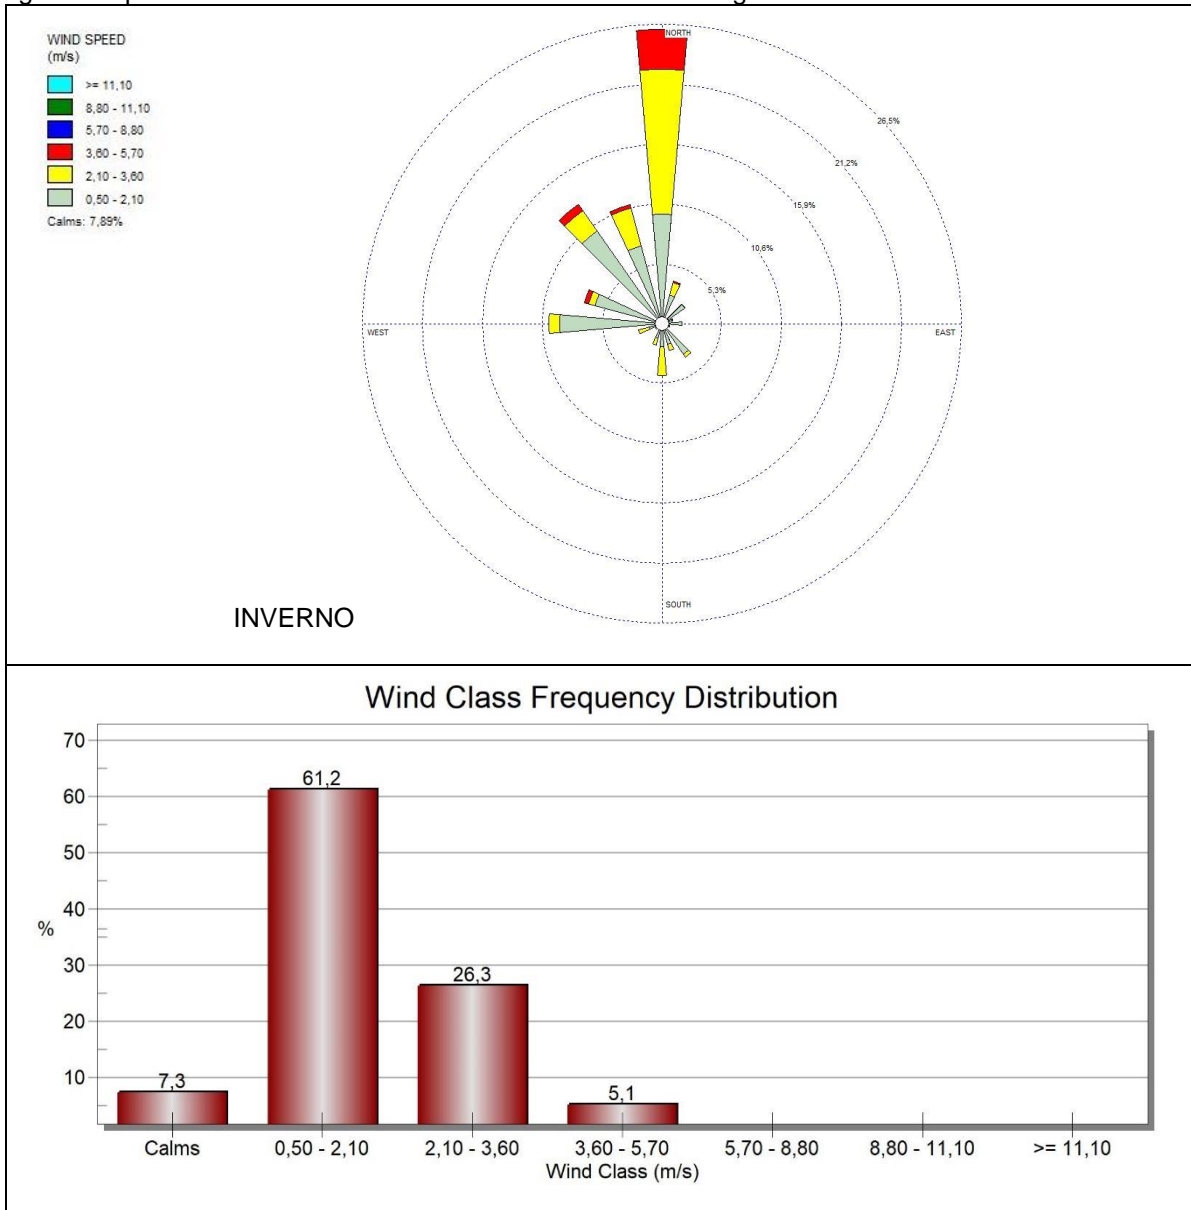 WIND SPEED
(m/s)
>= 11,10
8,80 - 11,10
5,70 - 8,80
3,60 - 5,70
2,10 - 3,60
0,50 - 2,10
Calms: 7,89%
NORTH
26,5%
21,2%
15,9%
10,6%
5,3%
WEST
EAST
SOUTH
INVERNO
Wind Class Frequency Distribution
70
60
50
40
30
20
10
%
61,2
26,3
7,3
5,1
Calms
0,50 - 2,10
2,10 - 3,60
3,60 - 5,70
5,70 - 8,80
8,80 - 11,10
>= 11,10
Wind Class (m/s)